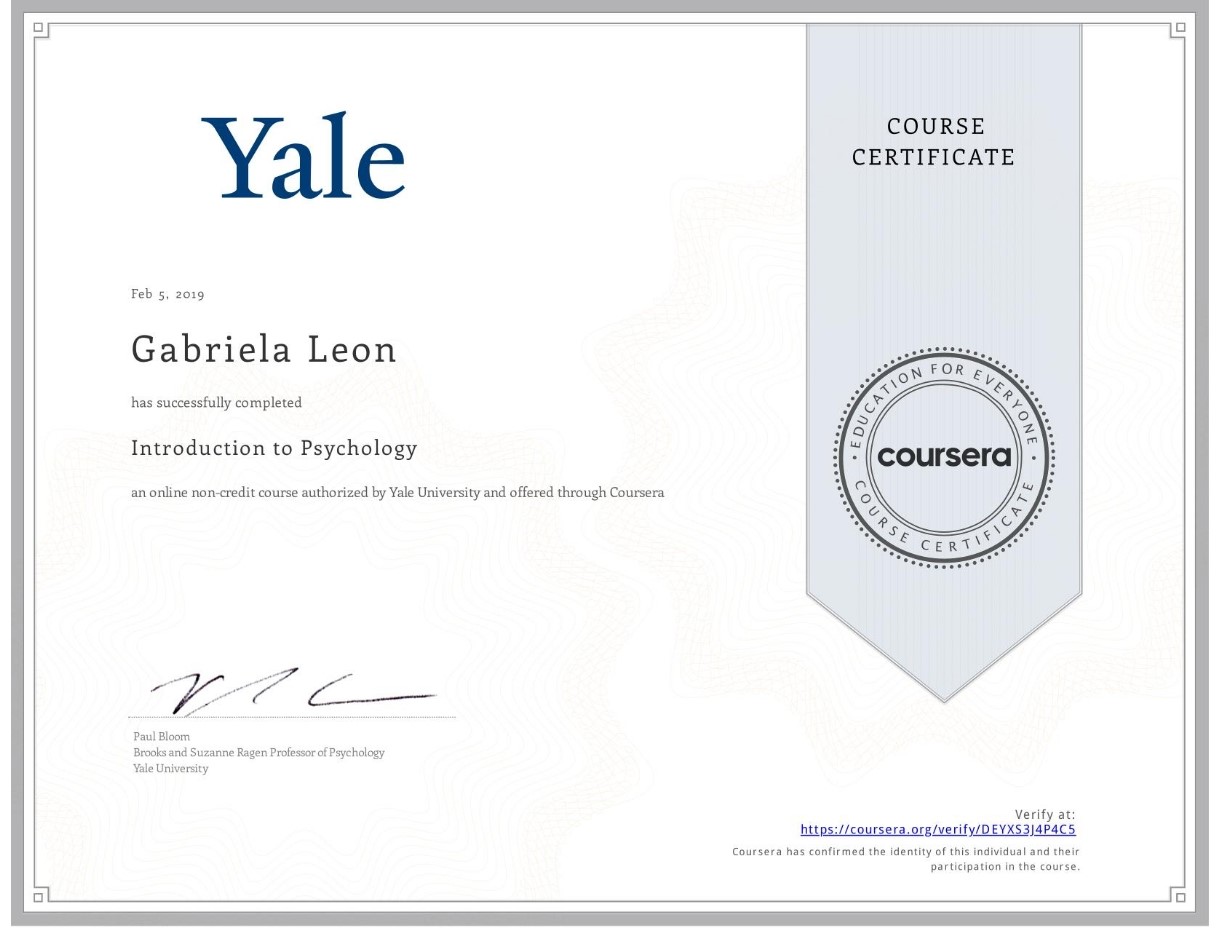 Yale
COURSE
CERTIFICATE
Feb 5, 2019
Gabriela Leon
has successfully completed
Introduction to Psychology
an online non-credit course authorized by Yale University and offered through Coursera
EDUCATION FOR EVERYONE
coursera
COURSE CERTIFICATE
Paul Bloom
Brooks and Suzanne Ragen Professor of Psychology
Yale University
Verify at:
https://coursera.org/verify/DEYXS3J4P4C5
Coursera has confirmed the identity of this individual and their
participation in the course.